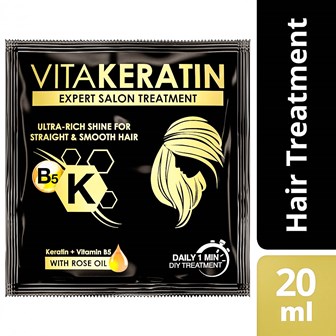 VITAKERATIN
EXPERT SALON TREATMENT
ULTRA-RICH SHINE FOR
STRAIGHT & SMOOTH HAIR
B5
K
Keratin + Vitamin B5
WITH ROSE OIL
DAILY 1 MIN
DIY TREATMENT
Hair Treatment
20
ml